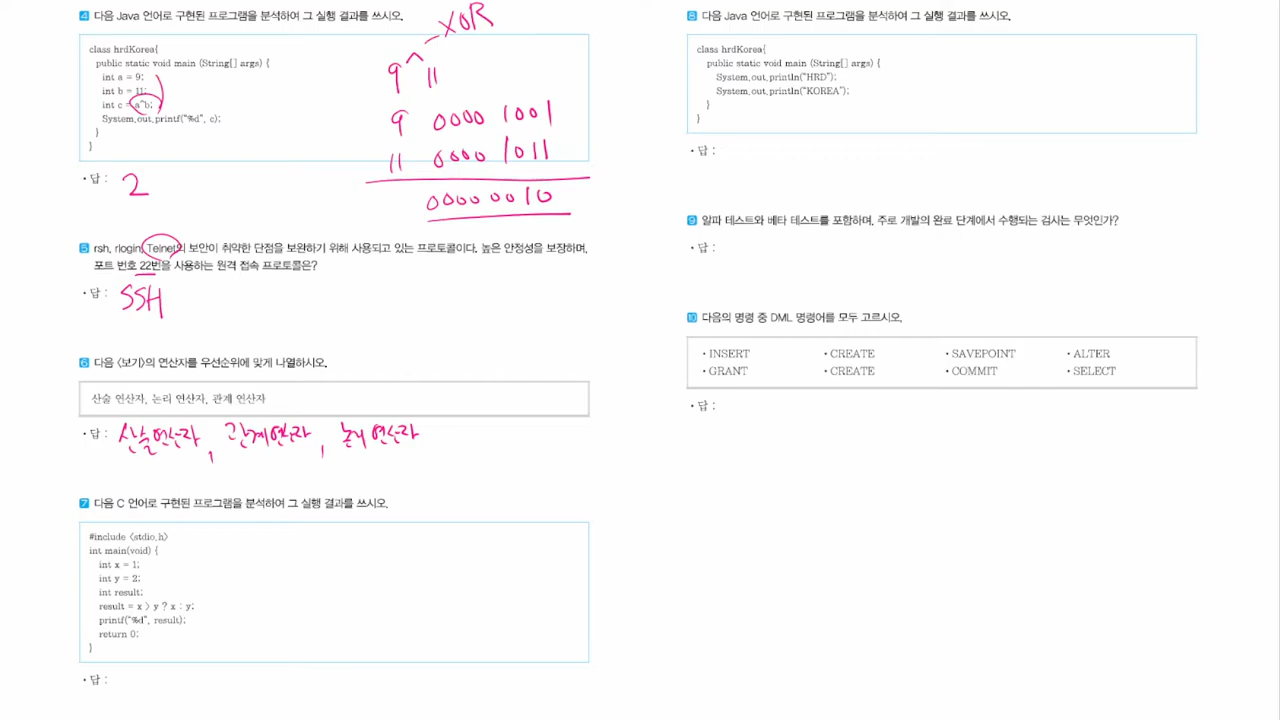 4 다음 Java 언어로 구현된 프로그램을 분석하여 그 실행 결과를 쓰시오.
class hrdKorea{
public static void main (String[] args) {
int a = 9;
int b = 11;
int c = a^b;
System.out.printf("%d", c);
}
}
XOR
9 ^ 11
9 0000 1001
11 0000 1011
0000 0010
• 답 : 2
5 rsh, rlogin, Telnet의 보안이 취약한 단점을 보완하기 위해 사용되고 있는 프로토콜이다. 높은 안정성을 보장하며,
포트 번호 22번을 사용하는 원격 접속 프로토콜은?
• 답 : SSH
6 다음 〈보기〉의 연산자를 우선순위에 맞게 나열하시오.
산술 연산자, 논리 연산자, 관계 연산자
• 답 : 산술연산자, 관계연산자, 논리연산자
7 다음 C 언어로 구현된 프로그램을 분석하여 그 실행 결과를 쓰시오.
#include <stdio.h>
int main(void) {
int x = 1;
int y = 2;
int result;
result = x > y ? x : y;
printf("%d", result);
return 0;
}
• 답 :
8 다음 Java 언어로 구현된 프로그램을 분석하여 그 실행 결과를 쓰시오.
class hrdKorea{
public static void main (String[] args) {
System.out.println("HRD");
System.out.println("KOREA");
}
}
• 답 :
9 알파 테스트와 베타 테스트를 포함하며, 주로 개발의 완료 단계에서 수행되는 검사는 무엇인가?
• 답 :
10 다음의 명령 중 DML 명령어를 모두 고르시오.
• INSERT • CREATE • SAVEPOINT • ALTER
• GRANT • CREATE • COMMIT • SELECT
• 답 :